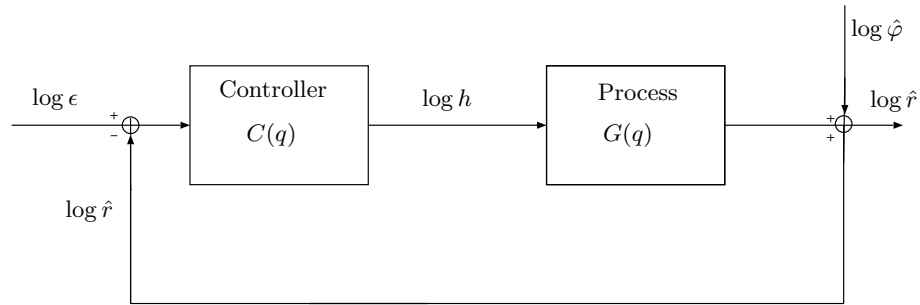 log φ̂
Controller
Process
log ϵ
log h
log r̂
+
−
C(q)
G(q)
+
+
log r̂